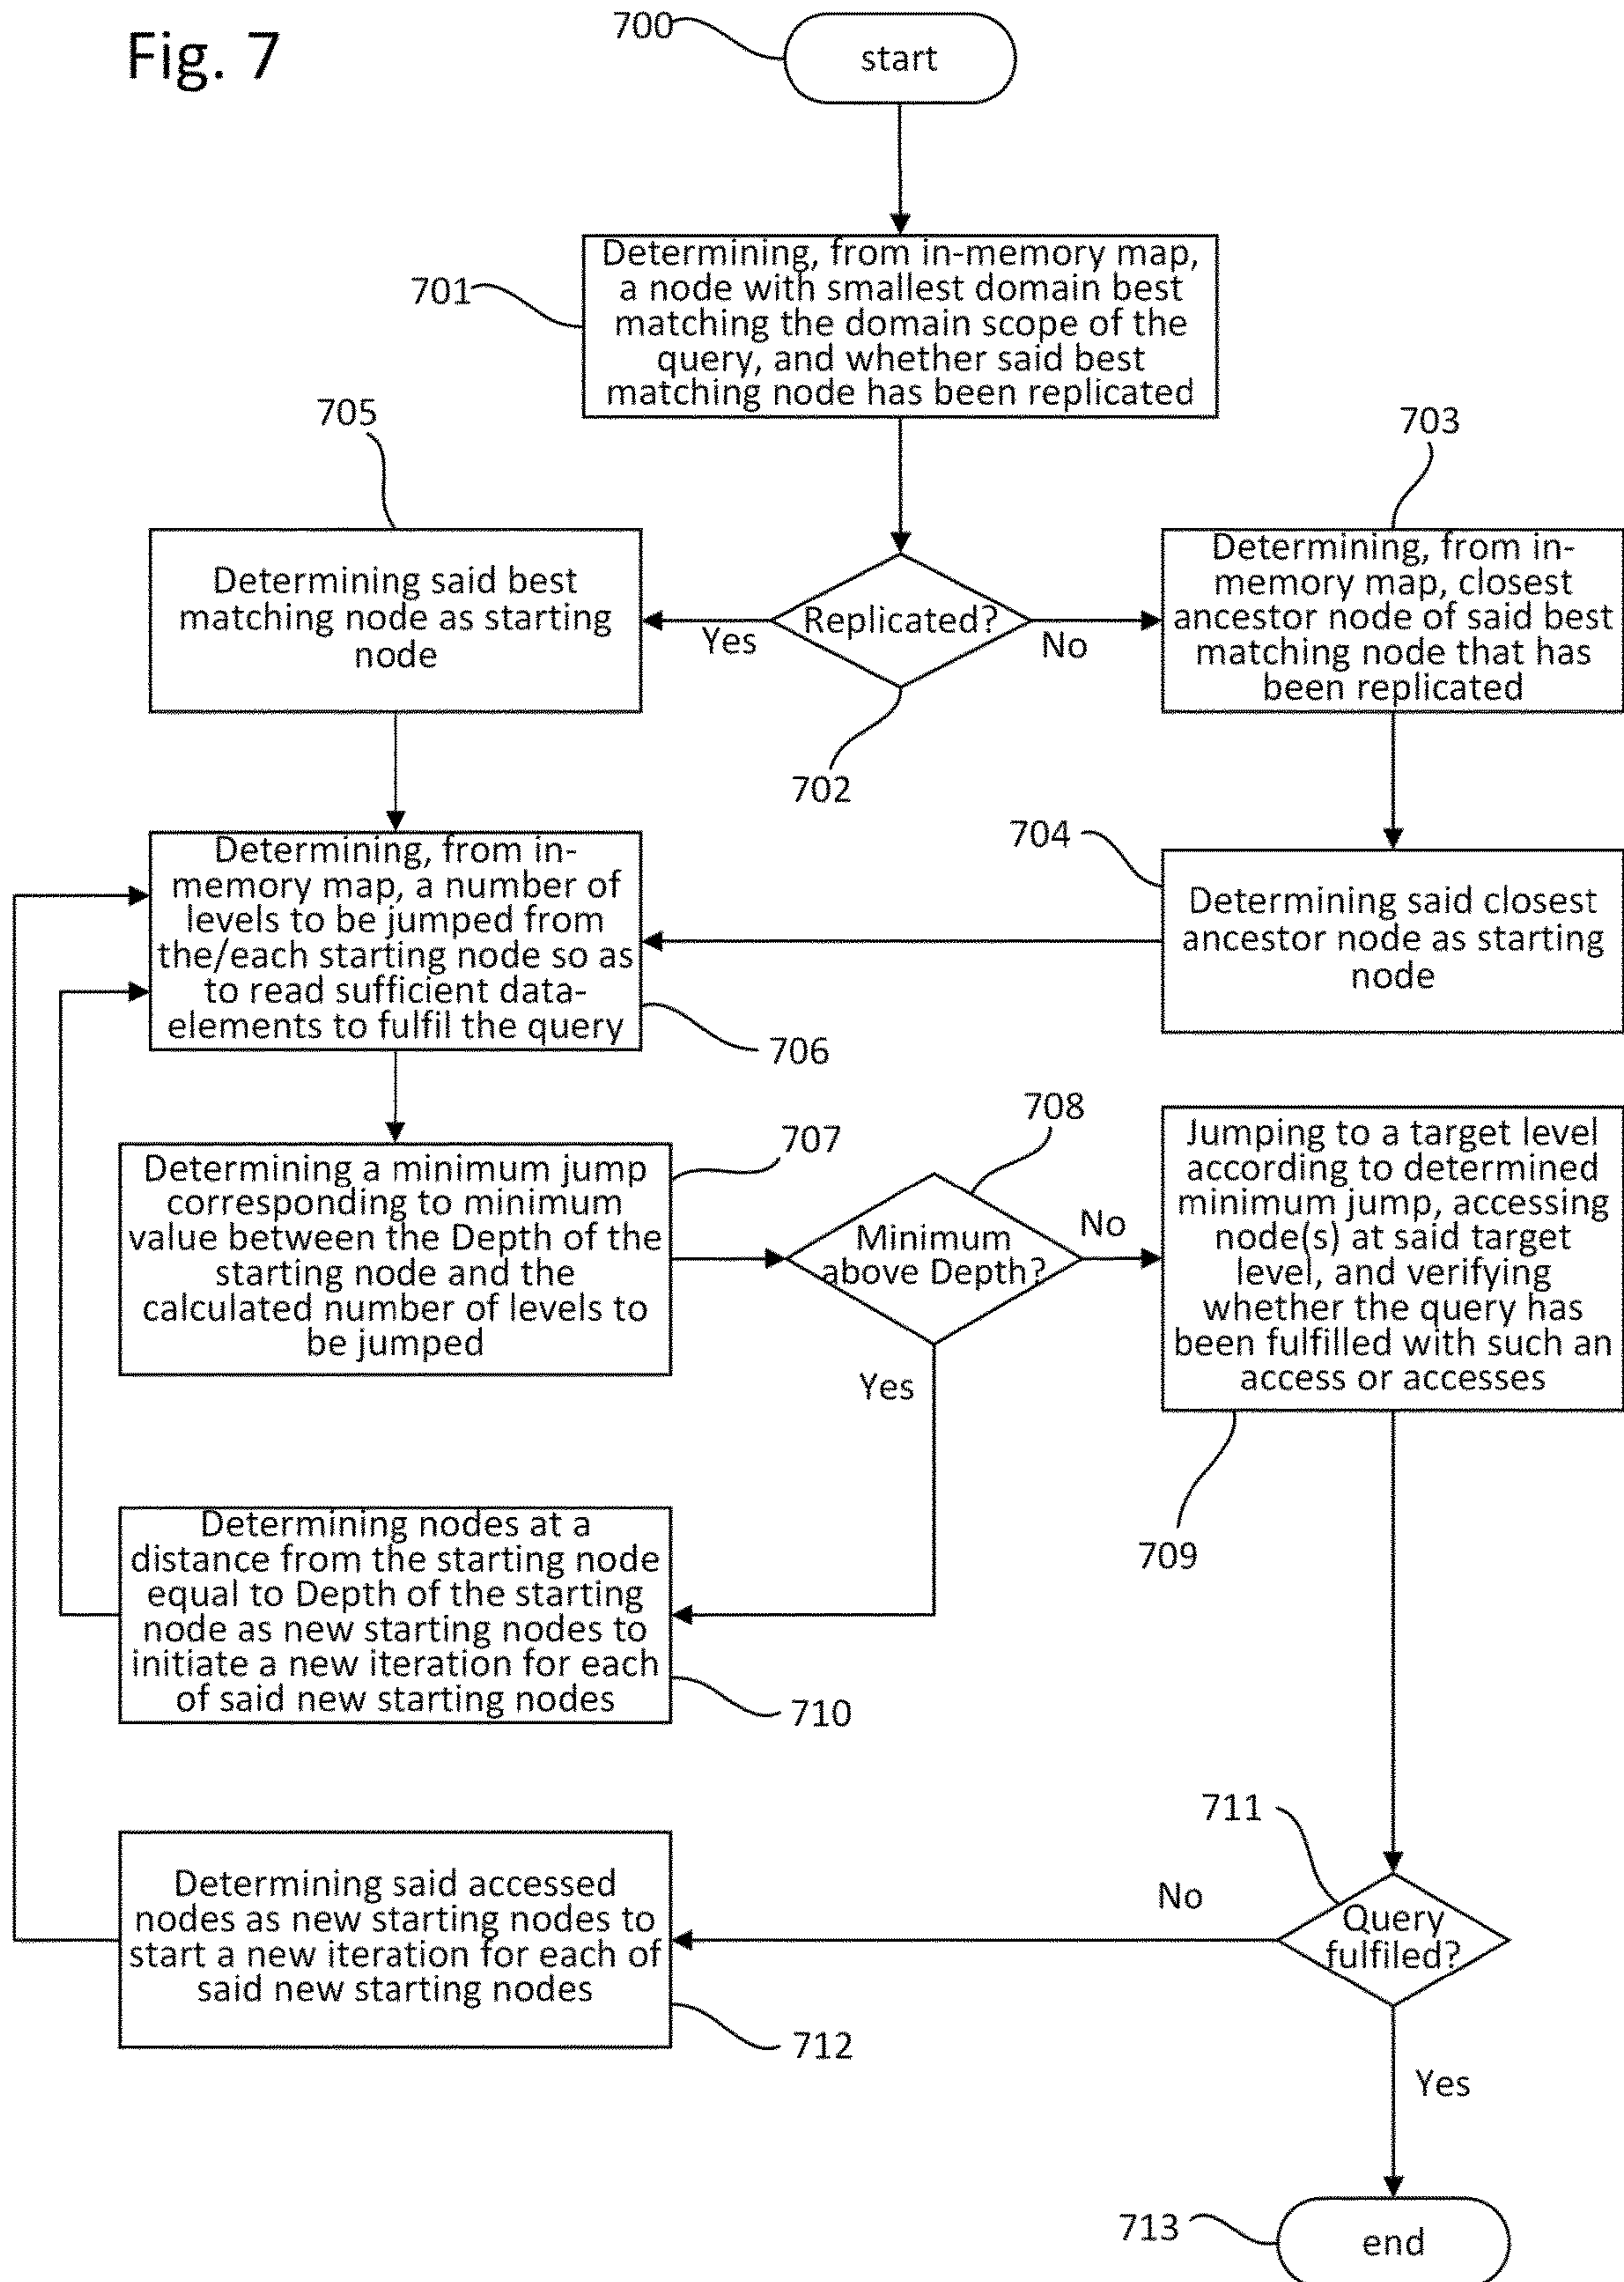 Fig. 7
700
start
701
Determining, from in-memory map,
a node with smallest domain best
matching the domain scope of the
query, and whether said best
matching node has been replicated
705
703
Determining said best
matching node as starting
node
Yes
Replicated?
No
702
Determining, from in-
memory map, closest
ancestor node of said best
matching node that has
been replicated
704
Determining said closest
ancestor node as starting
node
Determining, from in-
memory map, a number of
levels to be jumped from
the/each starting node so as
to read sufficient data-
elements to fulfil the query
706
707
Determining a minimum jump
corresponding to minimum
value between the Depth of the
starting node and the
calculated number of levels to
be jumped
708
Minimum
above Depth?
No
Yes
Jumping to a target level
according to determined
minimum jump, accessing
node(s) at said target
level, and verifying
whether the query has
been fulfilled with such an
access or accesses
709
Determining nodes at a
distance from the starting node
equal to Depth of the starting
node as new starting nodes to
initiate a new iteration for each
of said new starting nodes
710
711
Query
fulfiled?
No
Determining said accessed
nodes as new starting nodes to
start a new iteration for each of
said new starting nodes
712
Yes
713
end